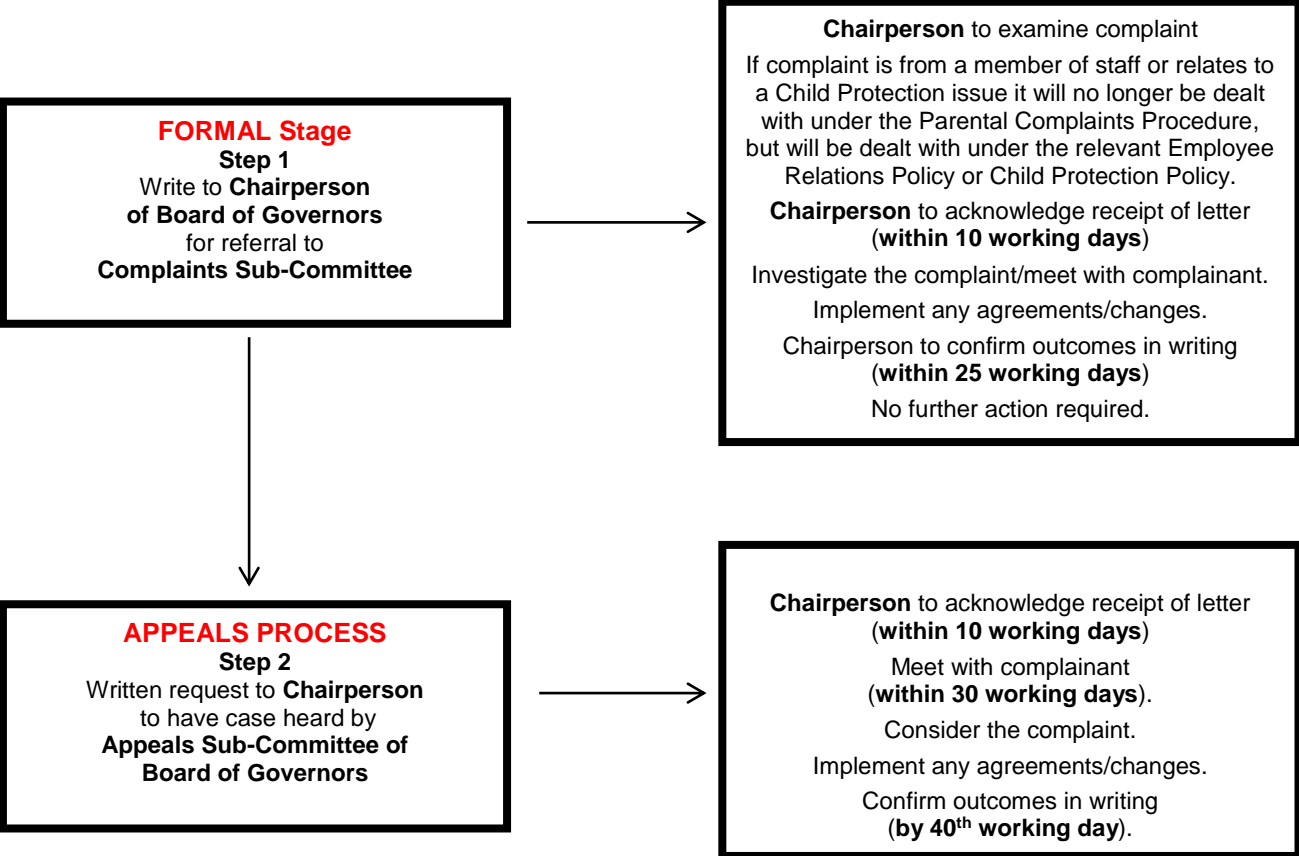 FORMAL Stage
Step 1
Write to Chairperson
of Board of Governors
for referral to
Complaints Sub-Committee
Chairperson to examine complaint
If complaint is from a member of staff or relates to
a Child Protection issue it will no longer be dealt
with under the Parental Complaints Procedure,
but will be dealt with under the relevant Employee
Relations Policy or Child Protection Policy.
Chairperson to acknowledge receipt of letter
(within 10 working days)
Investigate the complaint/meet with complainant.
Implement any agreements/changes.
Chairperson to confirm outcomes in writing
(within 25 working days)
No further action required.
APPEALS PROCESS
Step 2
Written request to Chairperson
to have case heard by
Appeals Sub-Committee of
Board of Governors
Chairperson to acknowledge receipt of letter
(within 10 working days)
Meet with complainant
(within 30 working days).
Consider the complaint.
Implement any agreements/changes.
Confirm outcomes in writing
(by 40th working day).